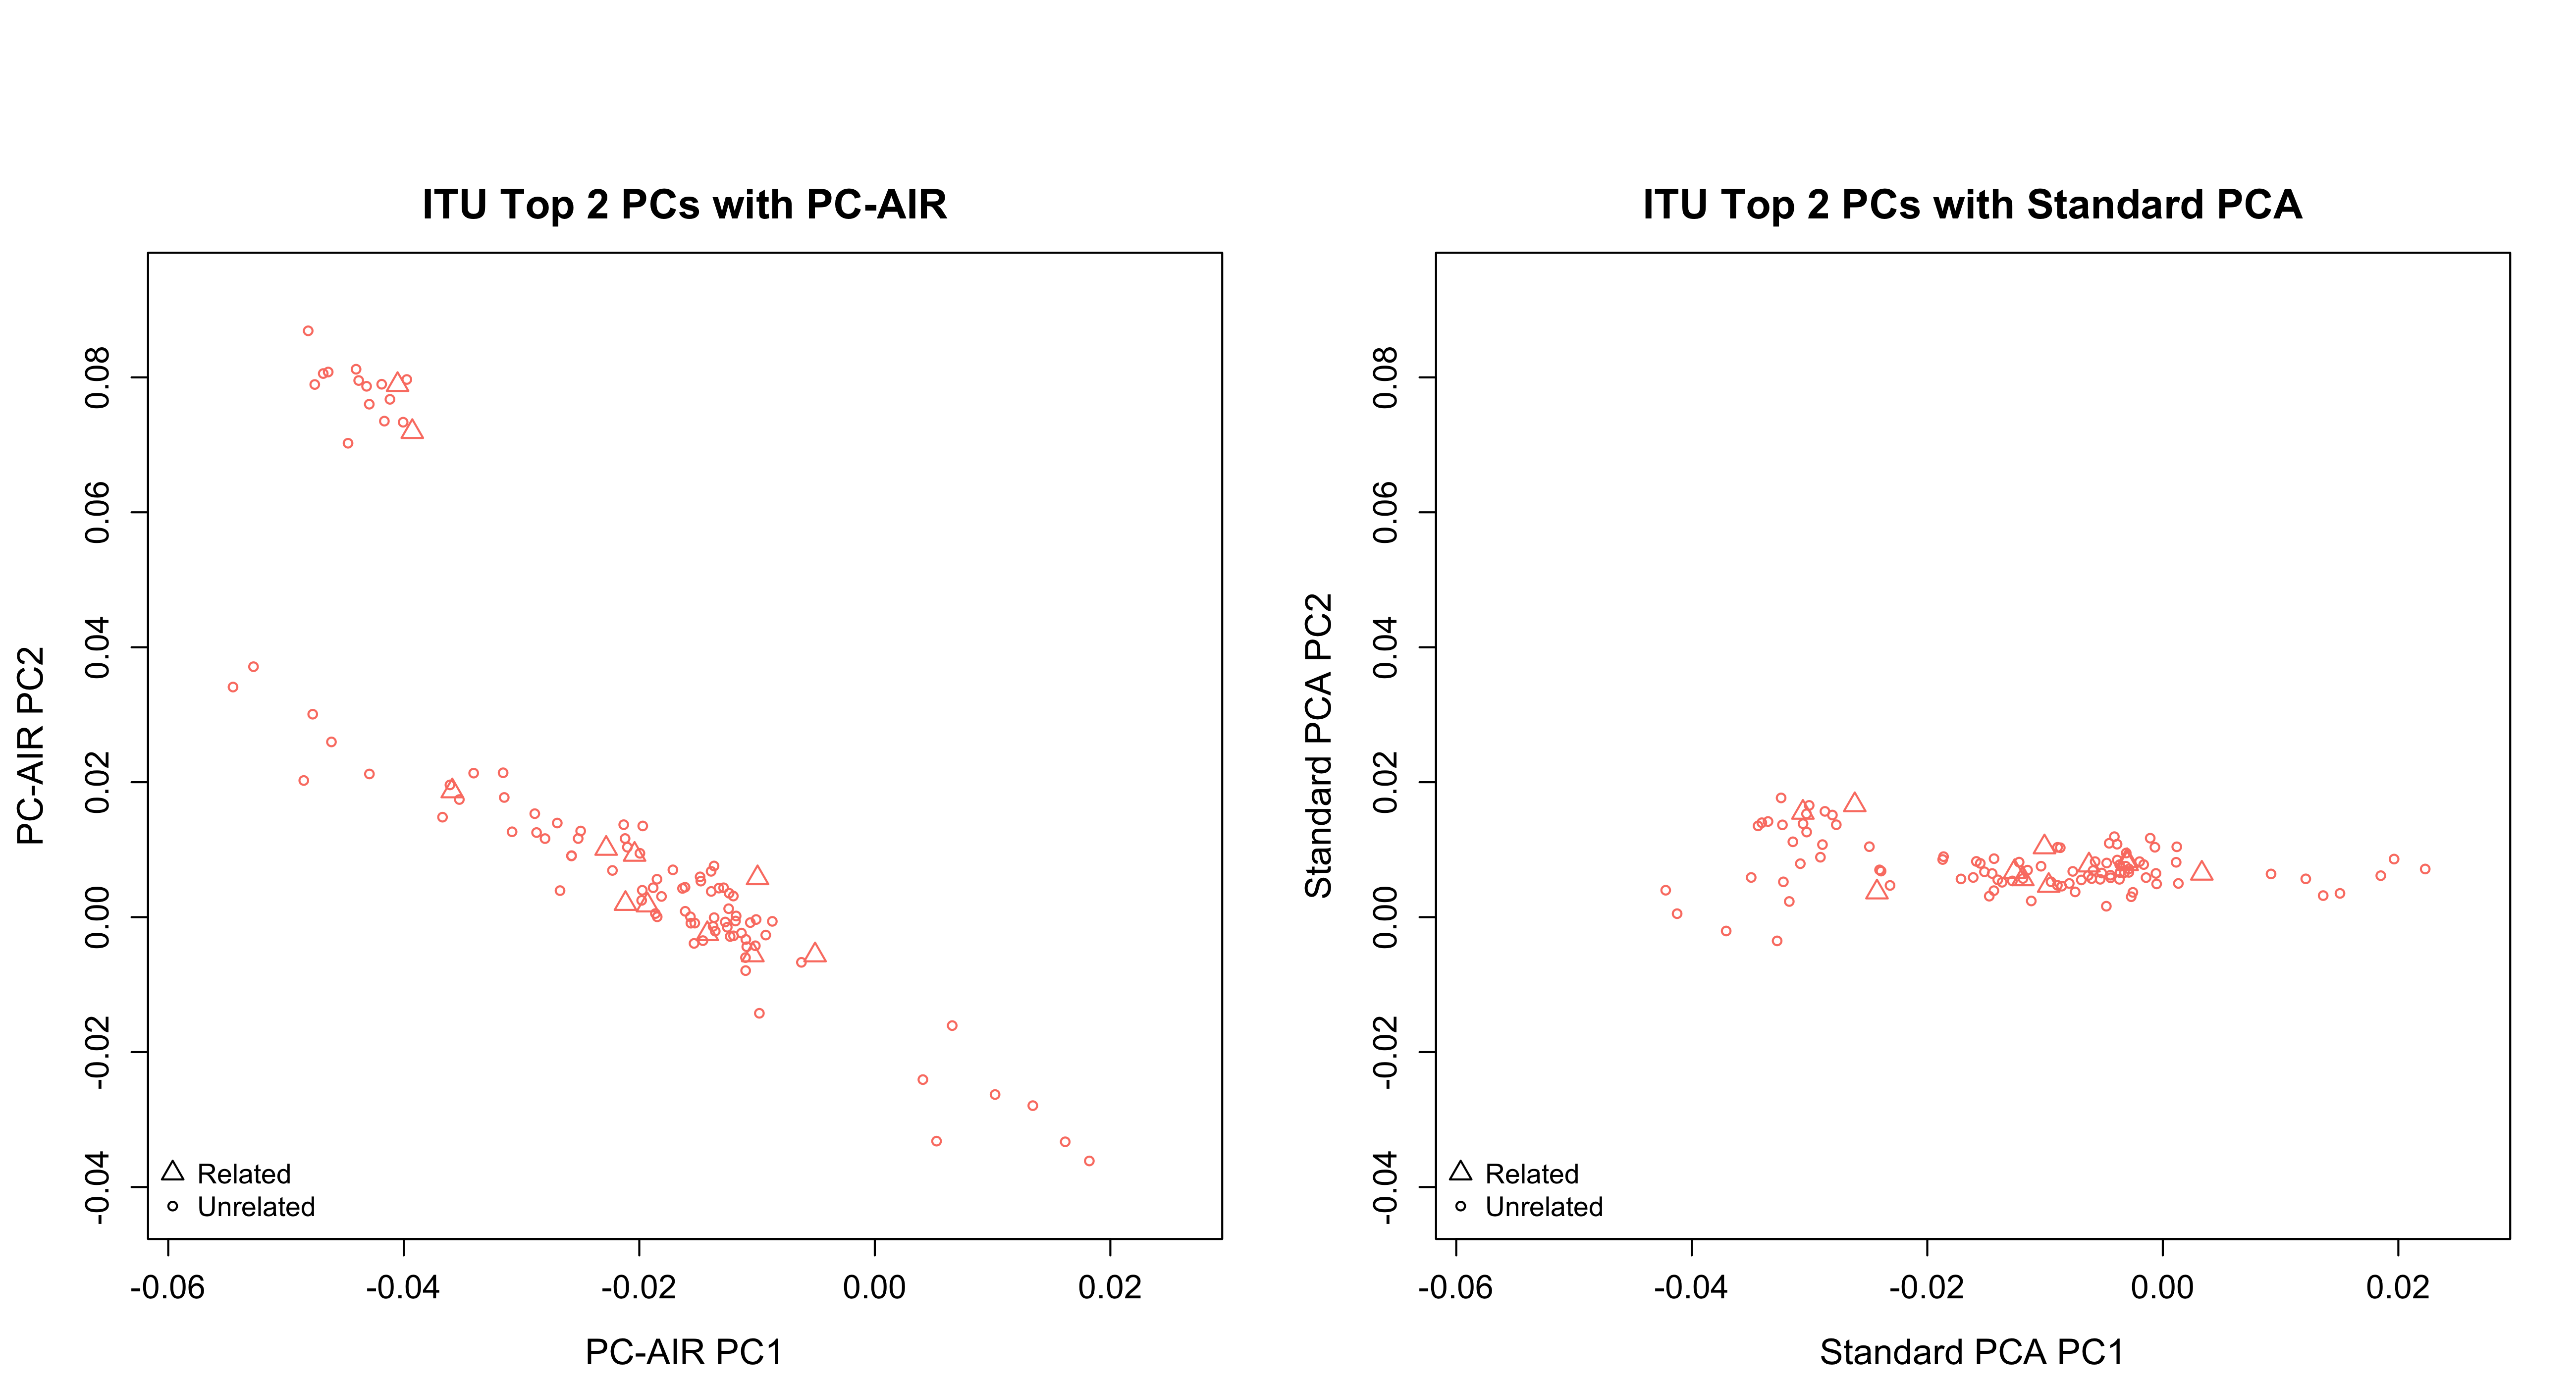 ITU Top 2 PCs with PC-AIR
PC-AIR PC2
0.08
0.06
0.04
0.02
0.00
-0.02
-0.04
Related
Unrelated
-0.06
-0.04
-0.02
0.00
0.02
PC-AIR PC1
ITU Top 2 PCs with Standard PCA
Standard PCA PC2
0.08
0.06
0.04
0.02
0.00
-0.02
-0.04
Related
Unrelated
-0.06
-0.04
-0.02
0.00
0.02
Standard PCA PC1